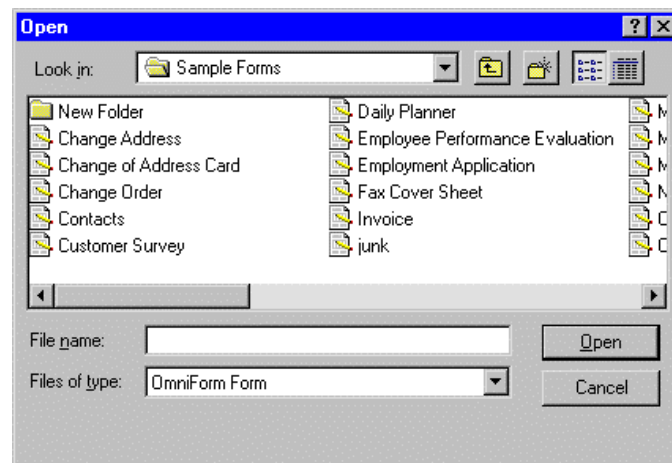 Open
Look in: Sample Forms
New Folder
Change Address
Change of Address Card
Change Order
Contacts
Customer Survey
Daily Planner
Employee Performance Evaluation
Employment Application
Fax Cover Sheet
Invoice
junk
File name:
Open
Files of type: OmniForm Form
Cancel